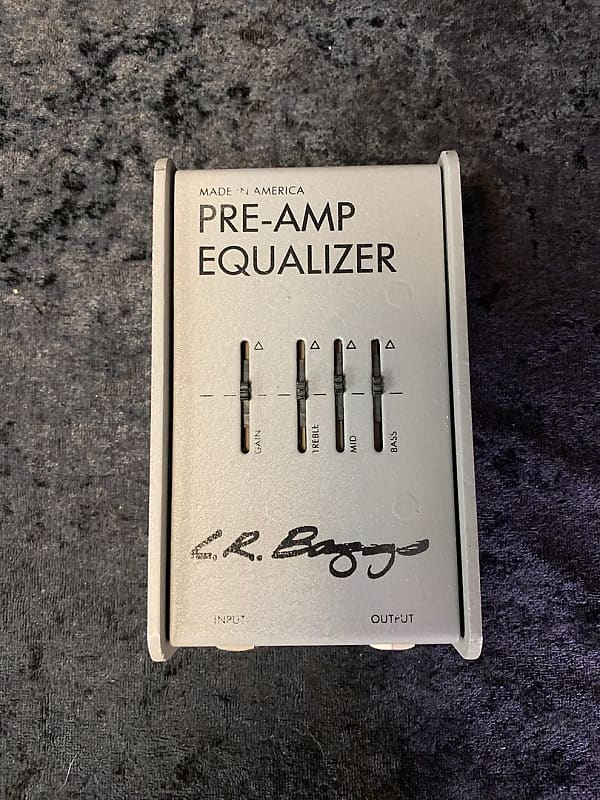 MADE IN AMERICA
PRE-AMP
EQUALIZER
GAIN
TREBLE
MID
BASS
L.R. Baggs
INPUT
OUTPUT